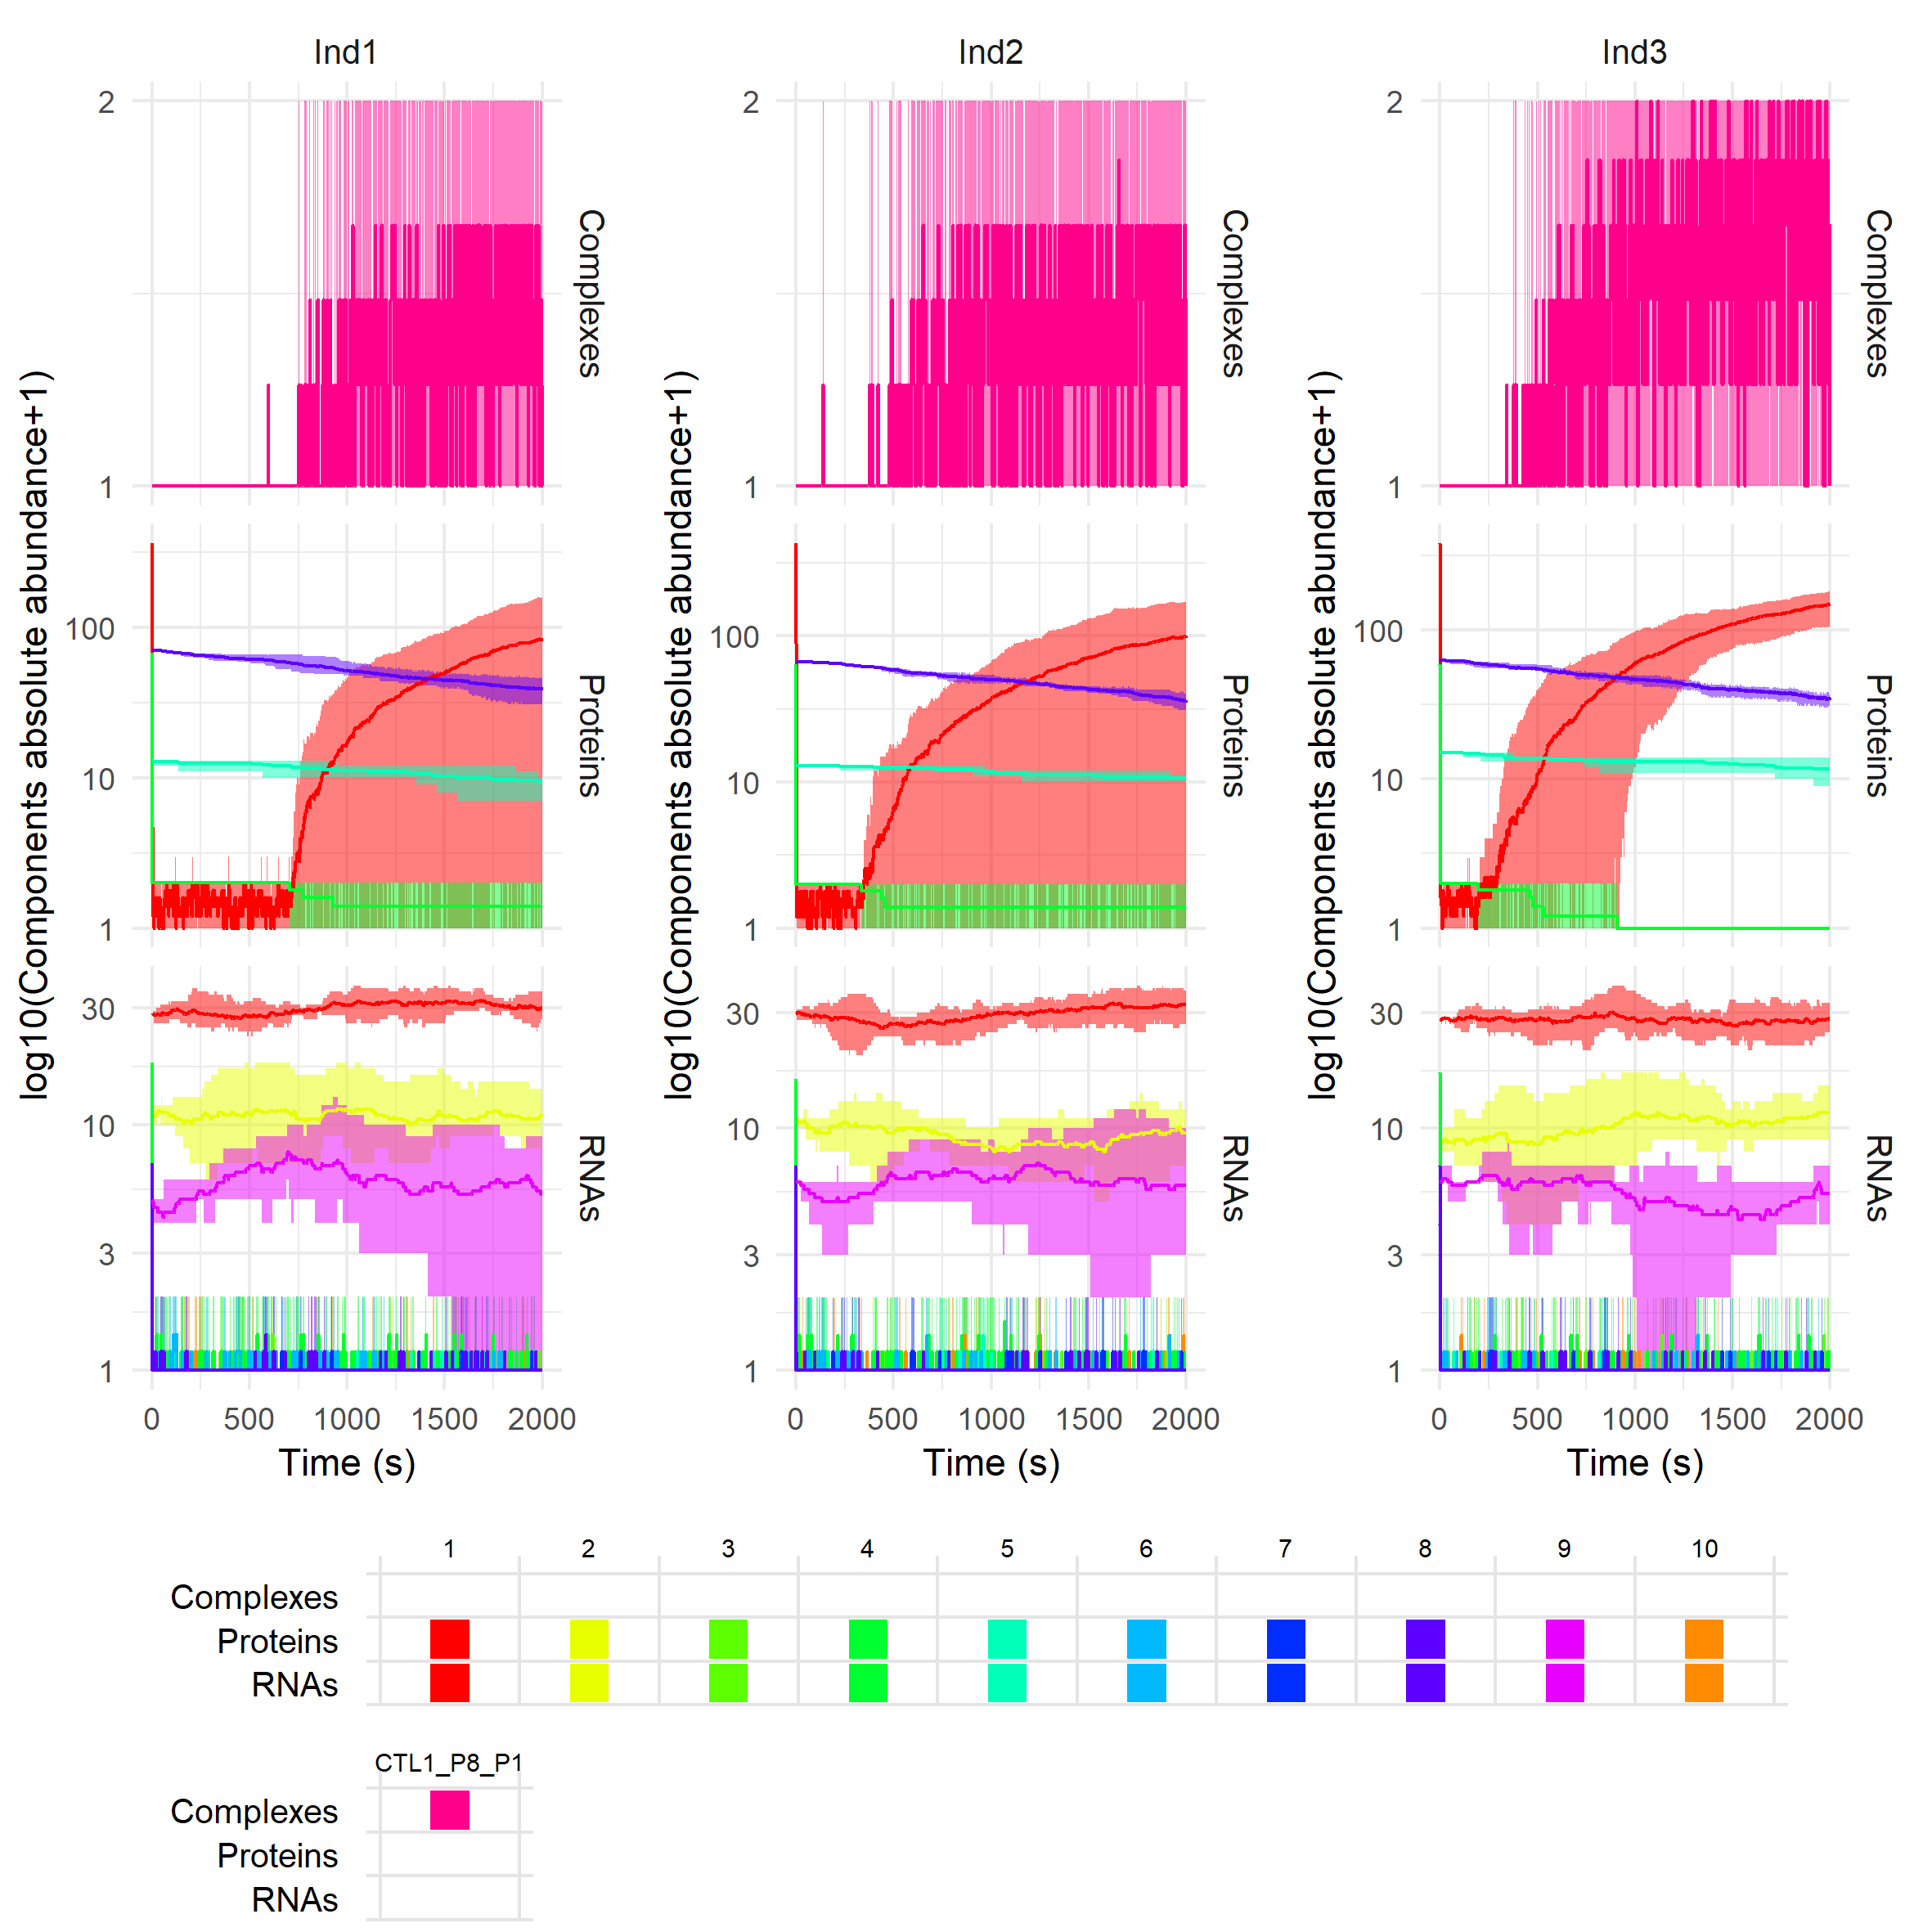 Ind1 Ind2 Ind3
log10(Components absolute abundance+1)
2
1
Complexes
100
10
1
Proteins
30
10
3
1
RNAs
0 500 1000 1500 2000
Time (s)
log10(Components absolute abundance+1)
2
1
Complexes
100
10
1
Proteins
30
10
3
1
RNAs
0 500 1000 1500 2000
Time (s)
log10(Components absolute abundance+1)
2
1
Complexes
100
10
1
Proteins
30
10
3
1
RNAs
0 500 1000 1500 2000
Time (s)
1 2 3 4 5 6 7 8 9 10
Complexes
Proteins
RNAs
CTL1_P8_P1
Complexes
Proteins
RNAs